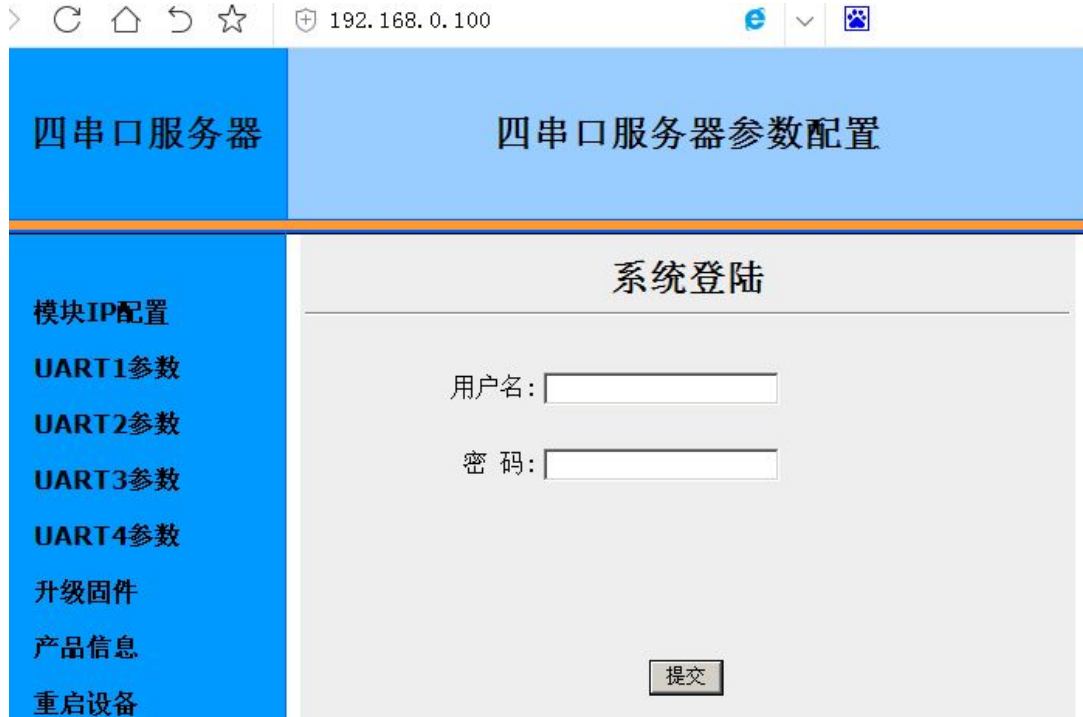 192.168.0.100
四串口服务器
四串口服务器参数配置
系统登陆
模块IP配置
UART1参数
UART2参数
UART3参数
UART4参数
升级固件
产品信息
重启设备
用户名:
密 码:
提交